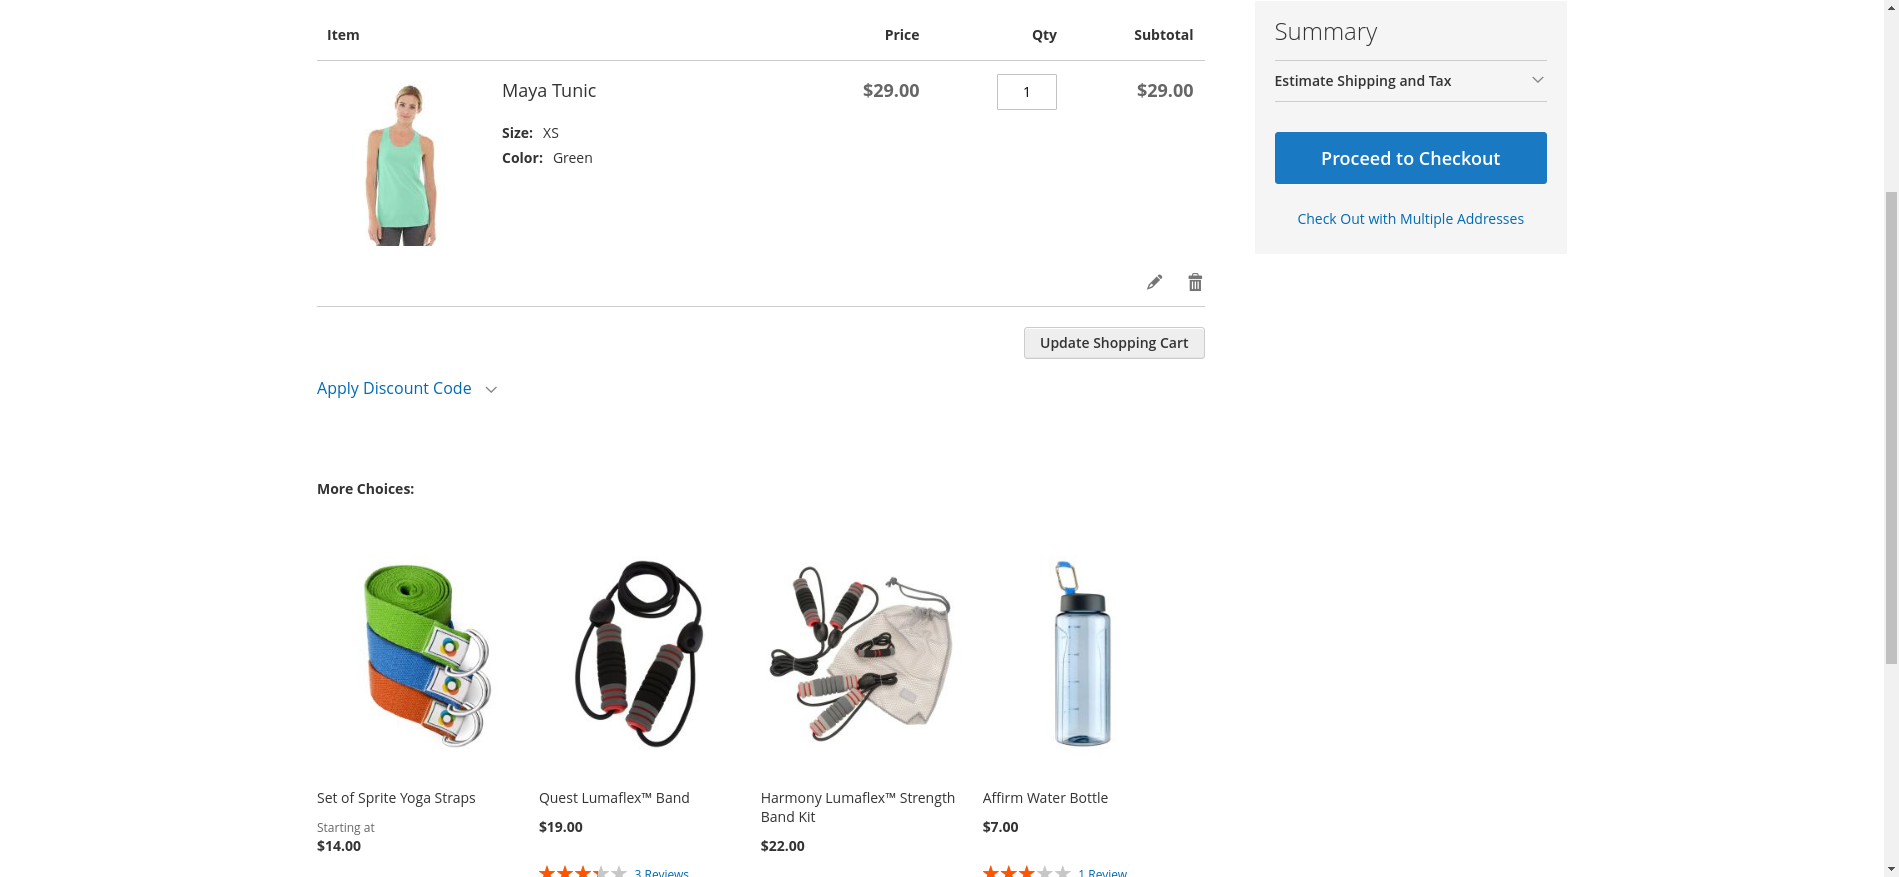 Item Price Qty Subtotal
Maya Tunic $29.00 1 $29.00
Size: XS
Color: Green
Summary
Estimate Shipping and Tax
Proceed to Checkout
Check Out with Multiple Addresses
Update Shopping Cart
Apply Discount Code
More Choices:
Set of Sprite Yoga Straps
Starting at
$14.00
Quest Lumaflex™ Band
$19.00
3 Reviews
Harmony Lumaflex™ Strength
Band Kit
$22.00
Affirm Water Bottle
$7.00
1 Review